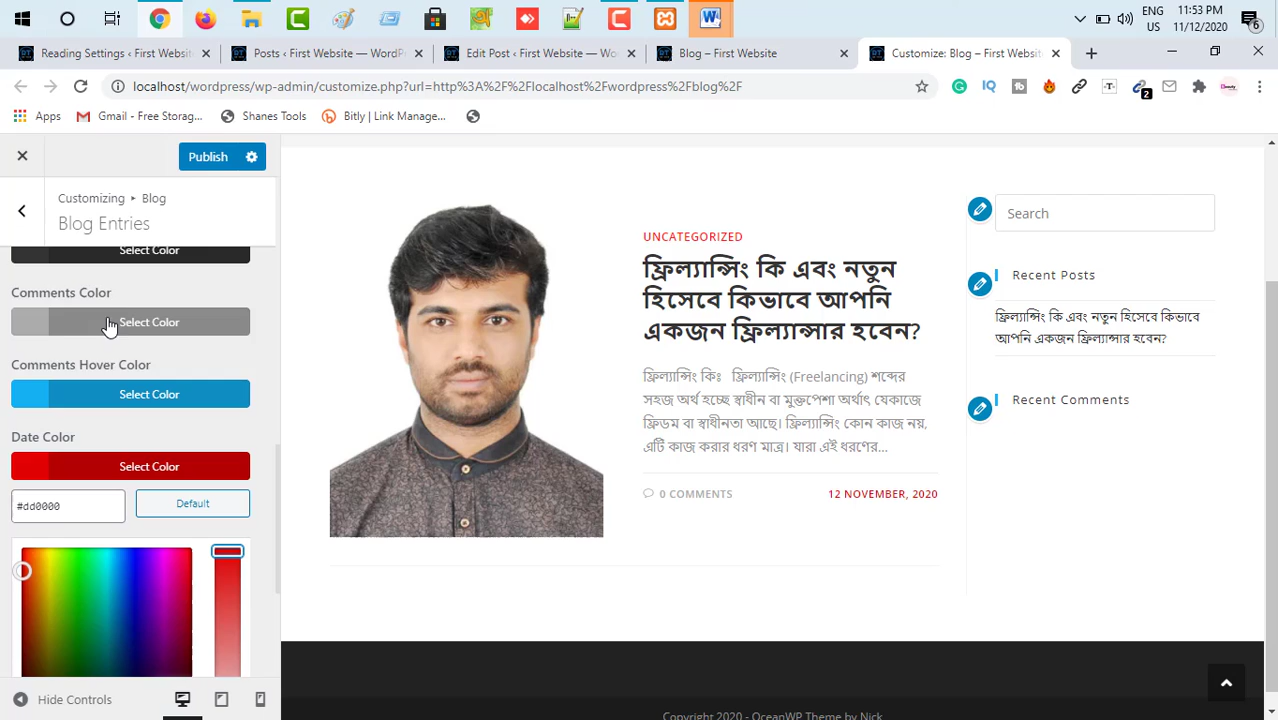 11:53 PM
ENG
US
11/12/2020
6
Reading Settings ‹ First Website
Posts ‹ First Website — WordP
Edit Post ‹ First Website — Wo
Blog – First Website
Customize: Blog – First Website
localhost/wordpress/wp-admin/customize.php?url=http%3A%2F%2Flocalhost%2Fwordpress%2Fblog%2F
2
Apps
Gmail - Free Storag...
Shanes Tools
Bitly | Link Manage...
Publish
Customizing ▸ Blog
Blog Entries
Select Color
Comments Color
Select Color
Comments Hover Color
Select Color
Date Color
Select Color
#dd0000
Default
Hide Controls
UNCATEGORIZED
ফ্রিল্যান্সিং কি এবং নতুন
হিসেবে কিভাবে আপনি
একজন ফ্রিল্যান্সার হবেন?
ফ্রিল্যান্সিং কিঃ ফ্রিল্যান্সিং (Freelancing) শব্দের
সহজ অর্থ হচ্ছে স্বাধীন বা মুক্তপেশা অর্থাৎ যেকাজে
ফ্রিডম বা স্বাধীনতা আছে। ফ্রিল্যান্সিং কোন কাজ নয়,
এটি কাজ করার ধরণ মাত্র। যারা এই ধরণের...
0 COMMENTS
12 NOVEMBER, 2020
Search
Recent Posts
ফ্রিল্যান্সিং কি এবং নতুন হিসেবে কিভাবে
আপনি একজন ফ্রিল্যান্সার হবেন?
Recent Comments
Copyright 2020 - OceanWP Theme by Nick